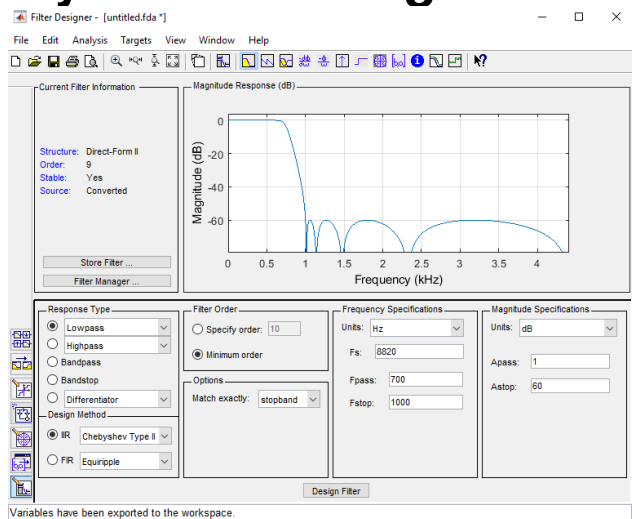 Filter Designer - [untitled.fda *]
File Edit Analysis Targets View Window Help
Current Filter Information
Structure: Direct-Form II
Order: 9
Stable: Yes
Source: Converted
Store Filter ...
Filter Manager ...
Magnitude Response (dB)
Magnitude (dB)
0
-20
-40
-60
0 0.5 1 1.5 2 2.5 3 3.5 4
Frequency (kHz)
Response Type
Lowpass
Highpass
Bandpass
Bandstop
Differentiator
Design Method
IIR Chebyshev Type II
FIR Equiripple
Filter Order
Specify order: 10
Minimum order
Options
Match exactly: stopband
Frequency Specifications
Units: Hz
Fs: 8820
Fpass: 700
Fstop: 1000
Magnitude Specifications
Units: dB
Apass: 1
Astop: 60
Design Filter
Variables have been exported to the workspace.